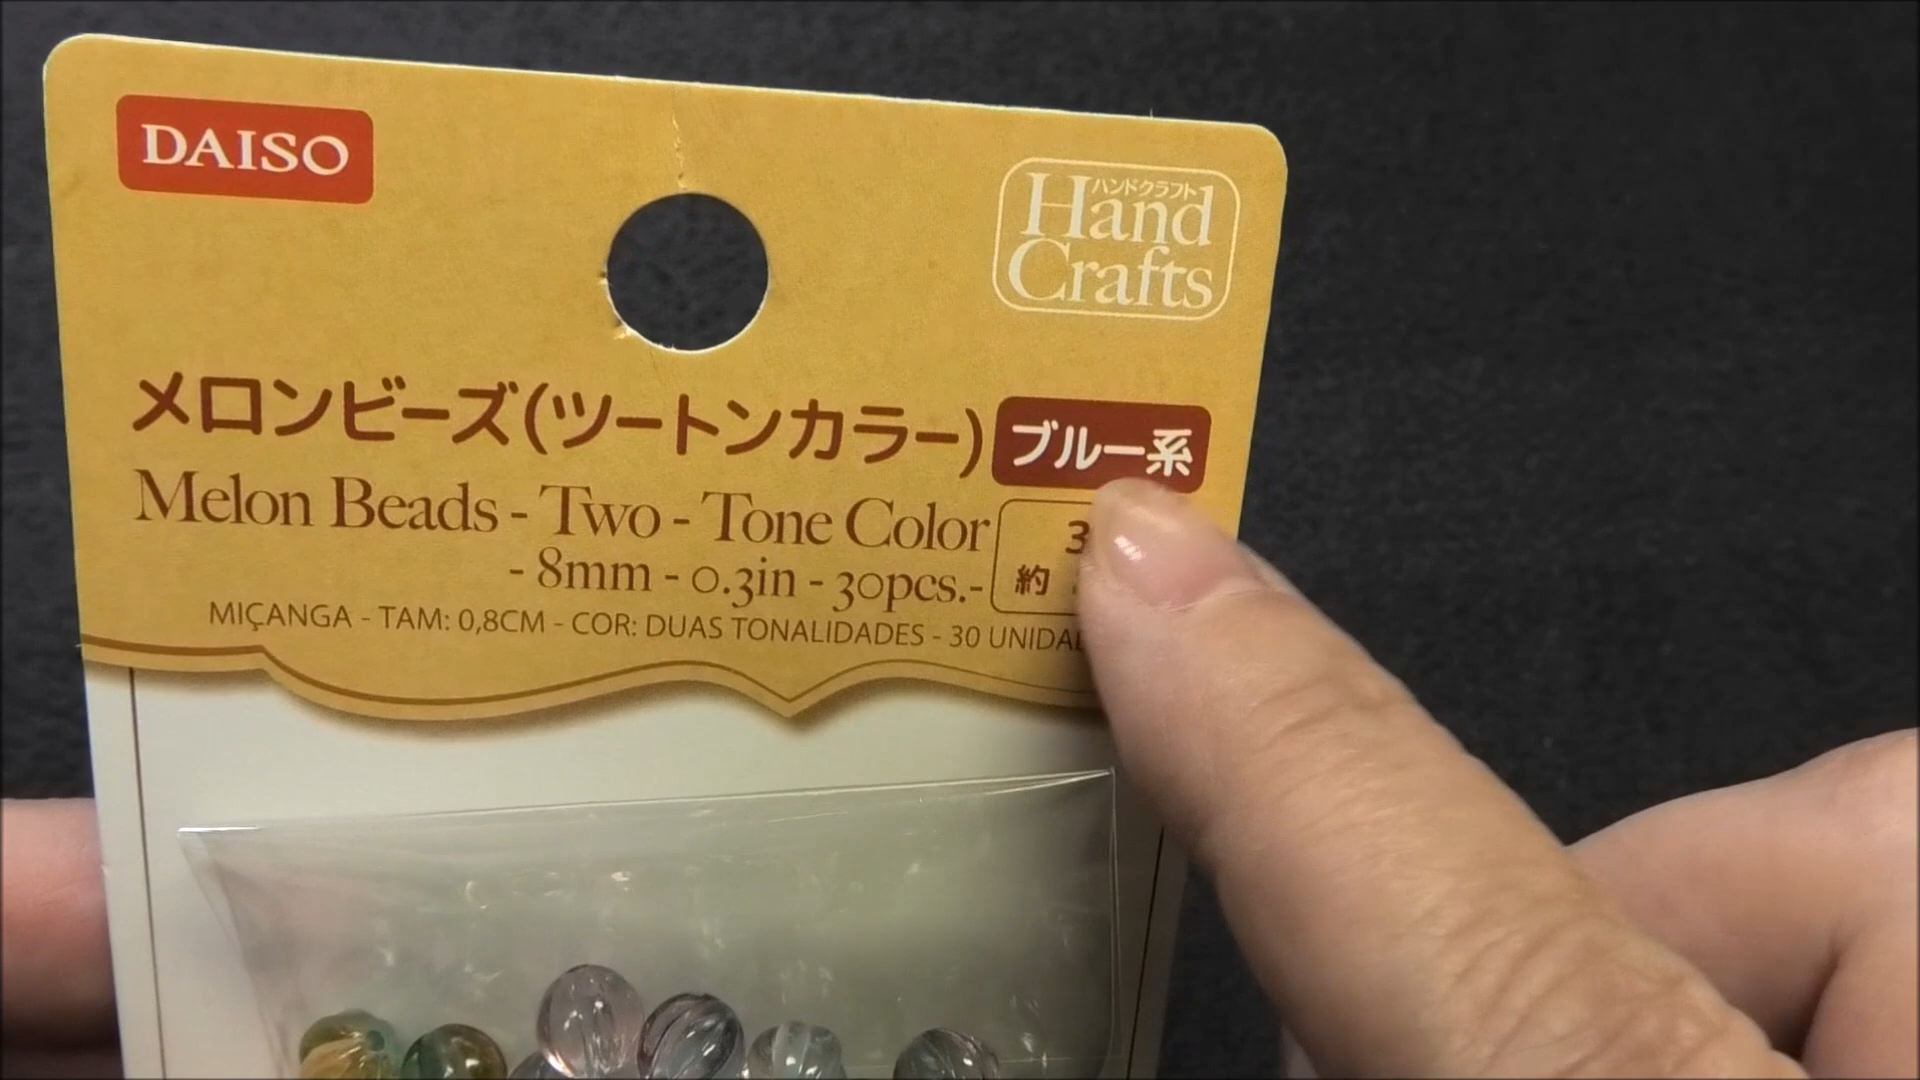 DAISO
ハンドクラフト
Hand
Crafts
メロンビーズ(ツートンカラー) ブルー系
Melon Beads - Two - Tone Color
- 8mm - 0.3in - 30pcs.-
約
MIÇANGA - TAM: 0,8CM - COR: DUAS TONALIDADES - 30